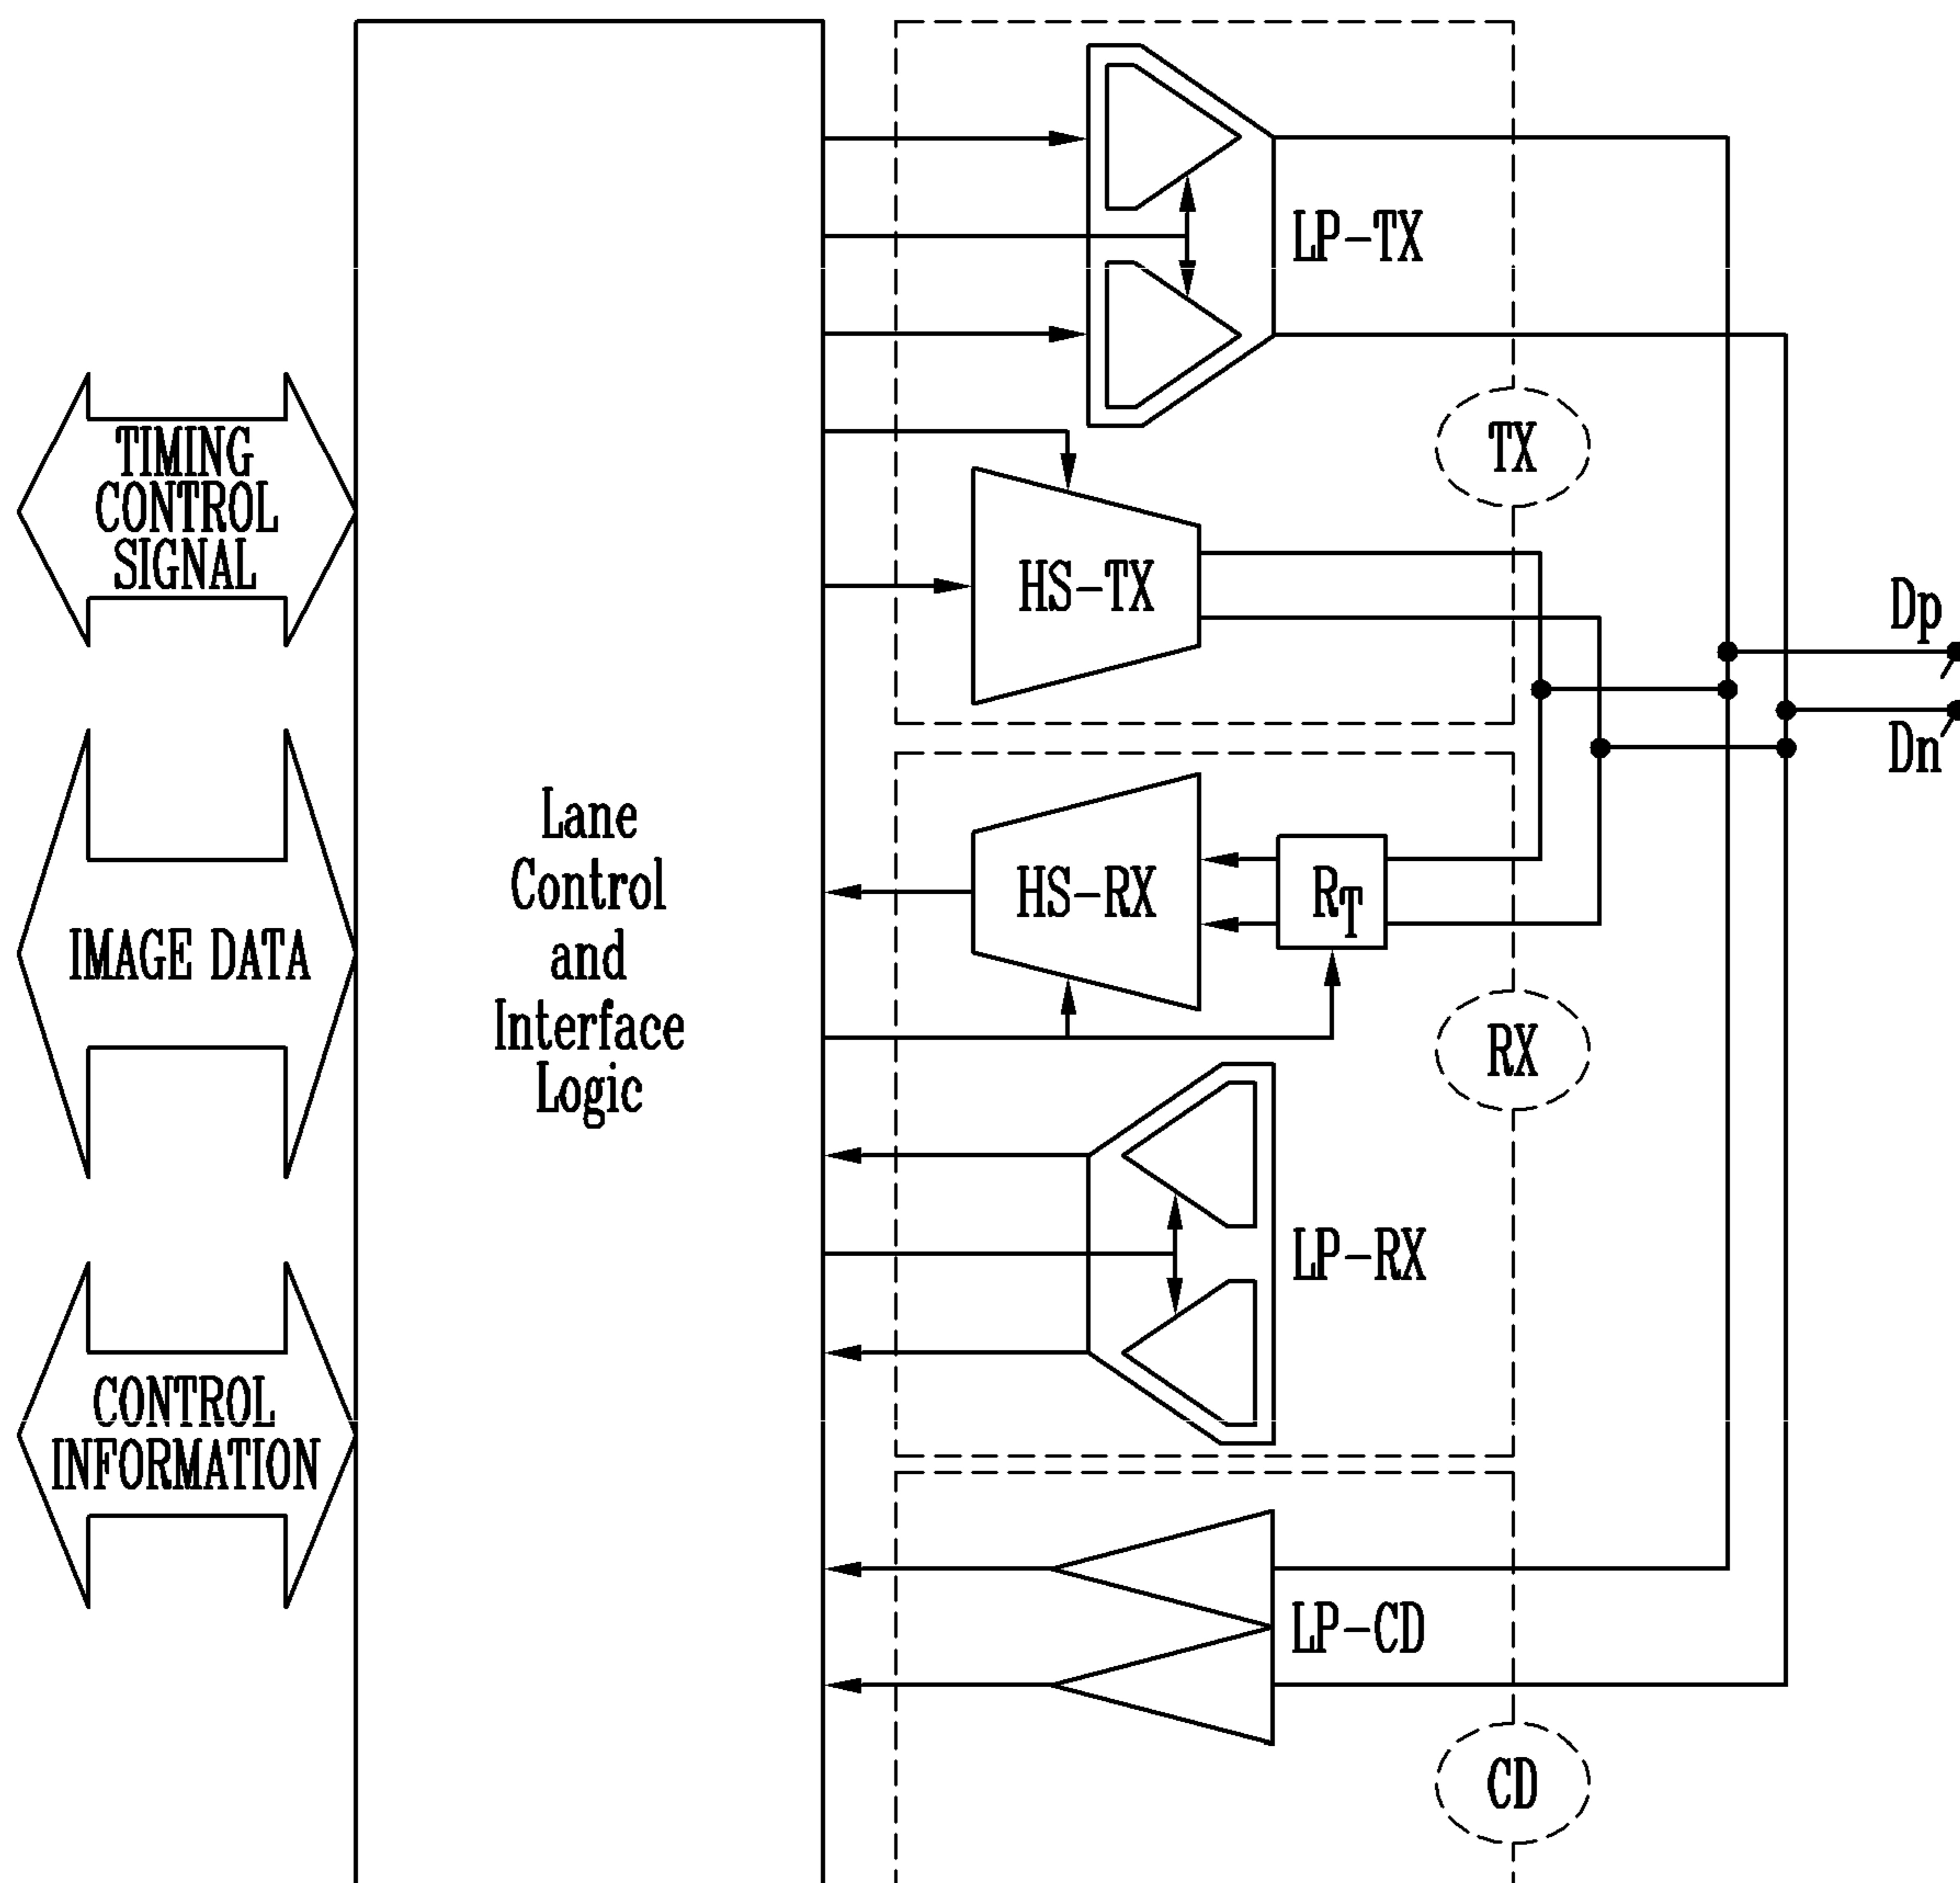 TIMING
CONTROL
SIGNAL
IMAGE DATA
CONTROL
INFORMATION
Lane
Control
and
Interface
Logic
LP-TX
TX
HS-TX
Dp
Dn
HS-RX
RT
RX
LP-RX
LP-CD
CD